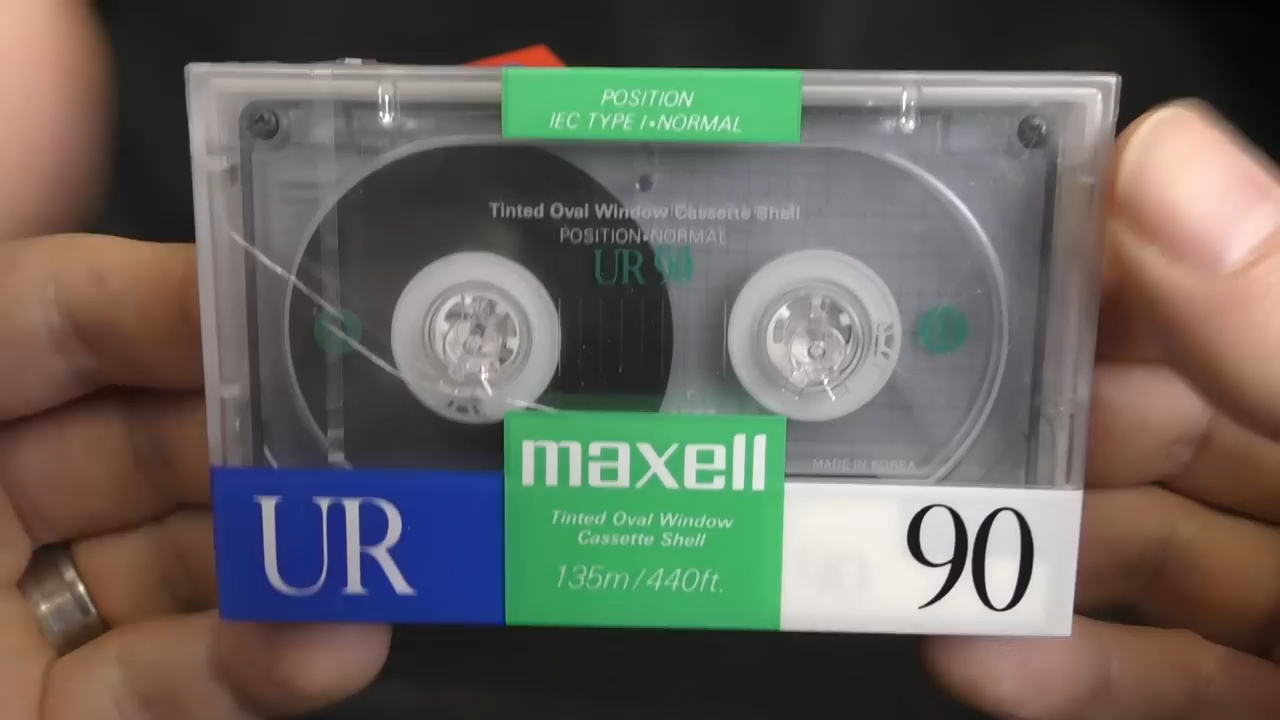 POSITION
IEC TYPE I•NORMAL
Tinted Oval Window Cassette Shell
POSITION•NORMAL
UR 90
maxell
MADE IN KOREA
UR
Tinted Oval Window
Cassette Shell
135m/440ft.
90